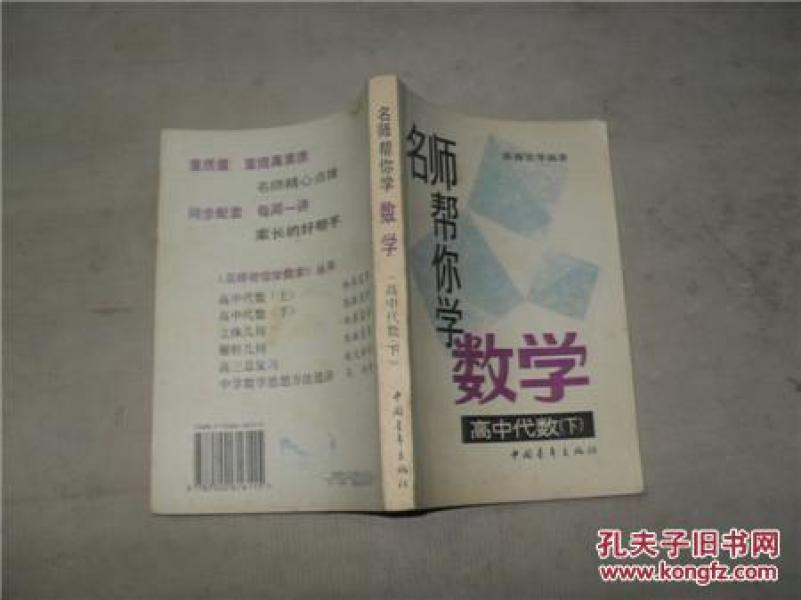 重质量 重提高素质
名师精心点拨
同步配套 每周一讲
家长的好帮手
《名师帮你学数学》丛书
高中代数（上）
高中代数（下）
立体几何
解析几何
高三总复习
中学数学思想方法选讲
名师帮你学 数学 （高中代数(下)） 中国青年出版社
等编著
名师帮你学
数学
高中代数(下)
中国青年出版社
孔夫子旧书网